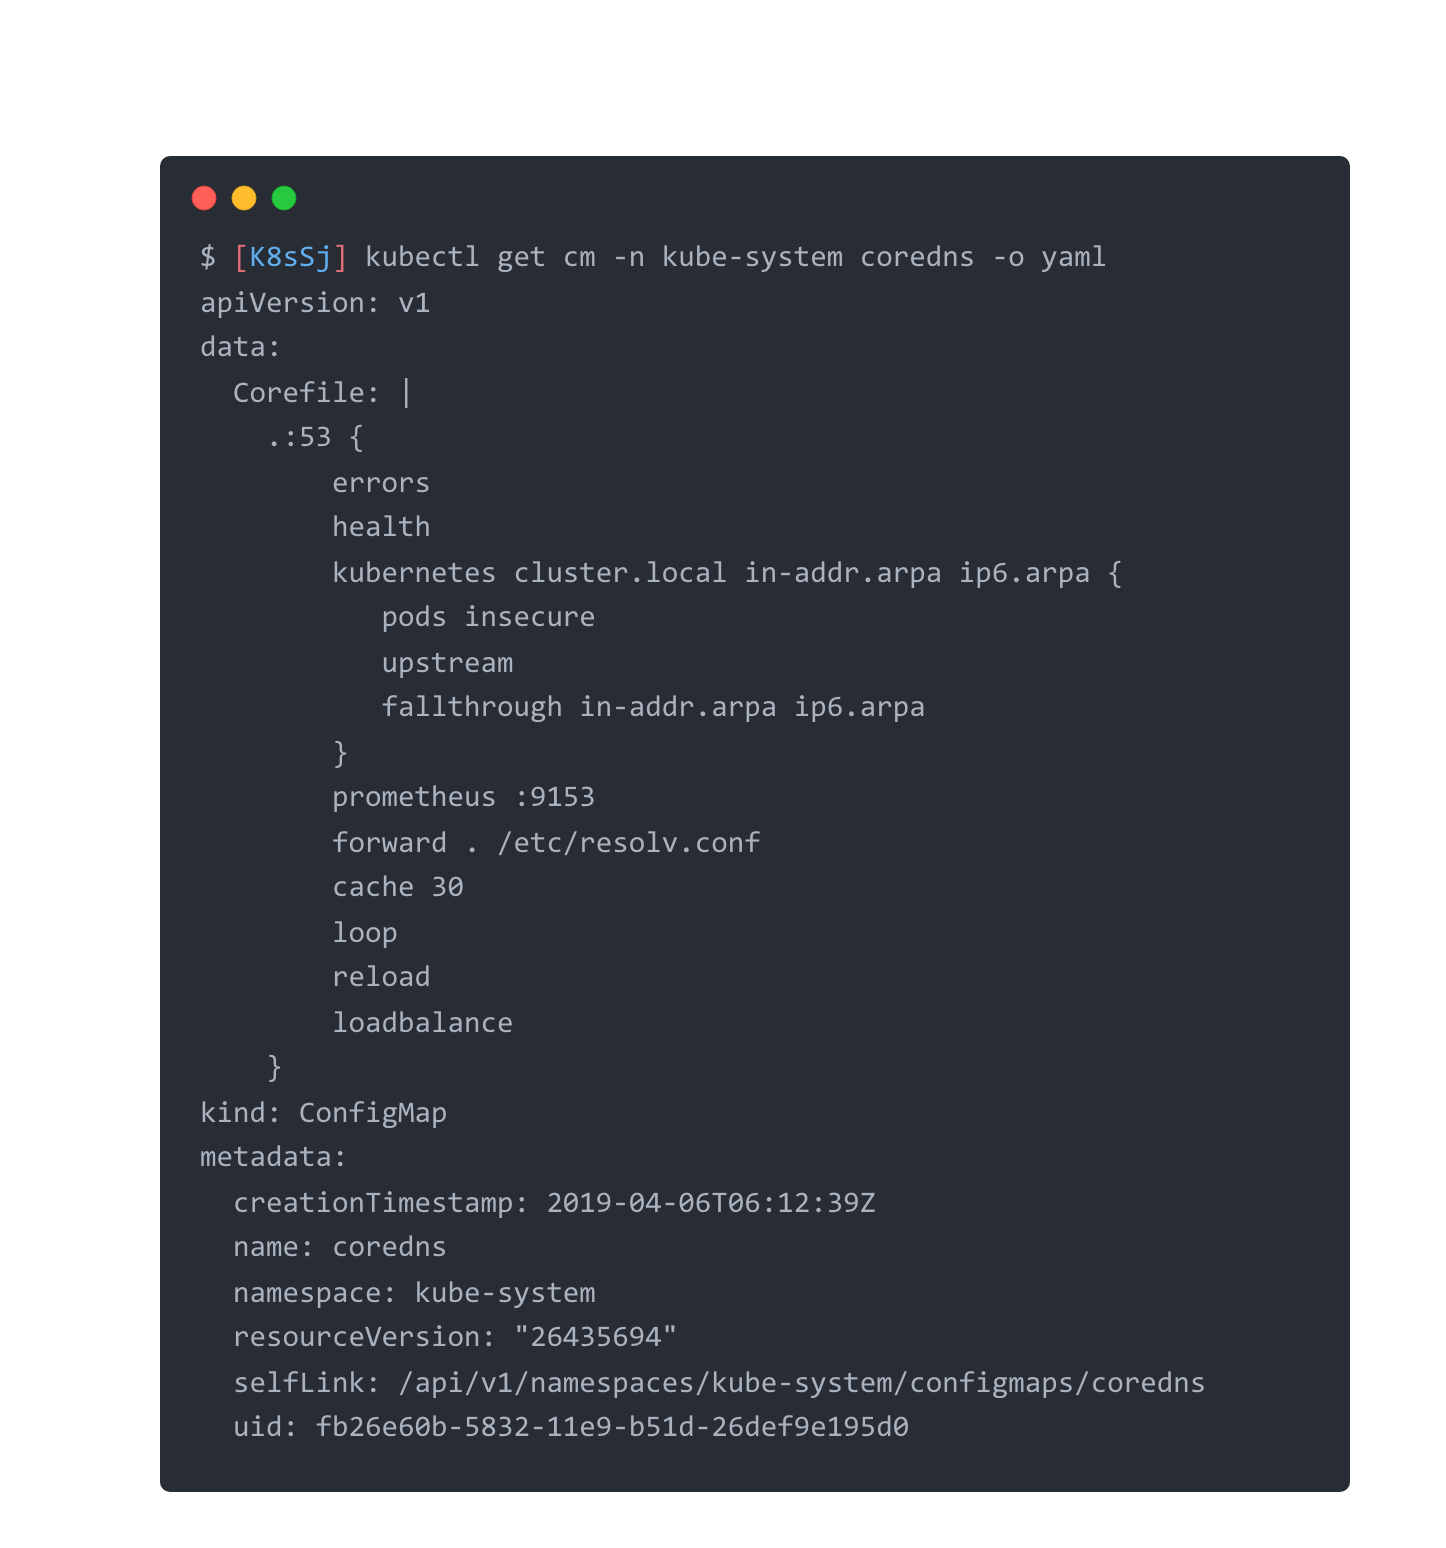 $ [K8sSj] kubectl get cm -n kube-system coredns -o yaml
apiVersion: v1
data:
  Corefile: |
    .:53 {
        errors
        health
        kubernetes cluster.local in-addr.arpa ip6.arpa {
           pods insecure
           upstream
           fallthrough in-addr.arpa ip6.arpa
        }
        prometheus :9153
        forward . /etc/resolv.conf
        cache 30
        loop
        reload
        loadbalance
    }
kind: ConfigMap
metadata:
  creationTimestamp: 2019-04-06T06:12:39Z
  name: coredns
  namespace: kube-system
  resourceVersion: "26435694"
  selfLink: /api/v1/namespaces/kube-system/configmaps/coredns
  uid: fb26e60b-5832-11e9-b51d-26def9e195d0